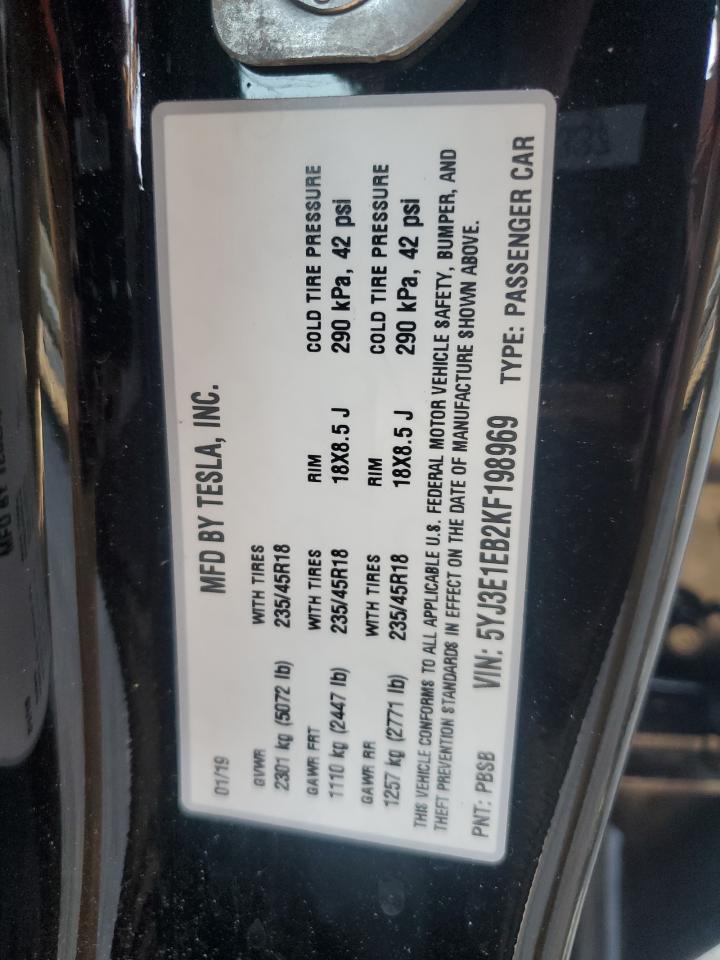 01/19 MFD BY TESLA, INC.
GVWR WITH TIRES
2301 kg (5072 lb) 235/45R18
GAWR FRT WITH TIRES RIM COLD TIRE PRESSURE
1110 kg (2447 lb) 235/45R18 18X8.5 J 290 kPa, 42 psi
GAWR RR WITH TIRES RIM COLD TIRE PRESSURE
1257 kg (2771 lb) 235/45R18 18X8.5 J 290 kPa, 42 psi
THIS VEHICLE CONFORMS TO ALL APPLICABLE U.S. FEDERAL MOTOR VEHICLE SAFETY, BUMPER, AND
THEFT PREVENTION STANDARDS IN EFFECT ON THE DATE OF MANUFACTURE SHOWN ABOVE.
PNT: PBSB VIN: 5YJ3E1EB2KF198969 TYPE: PASSENGER CAR